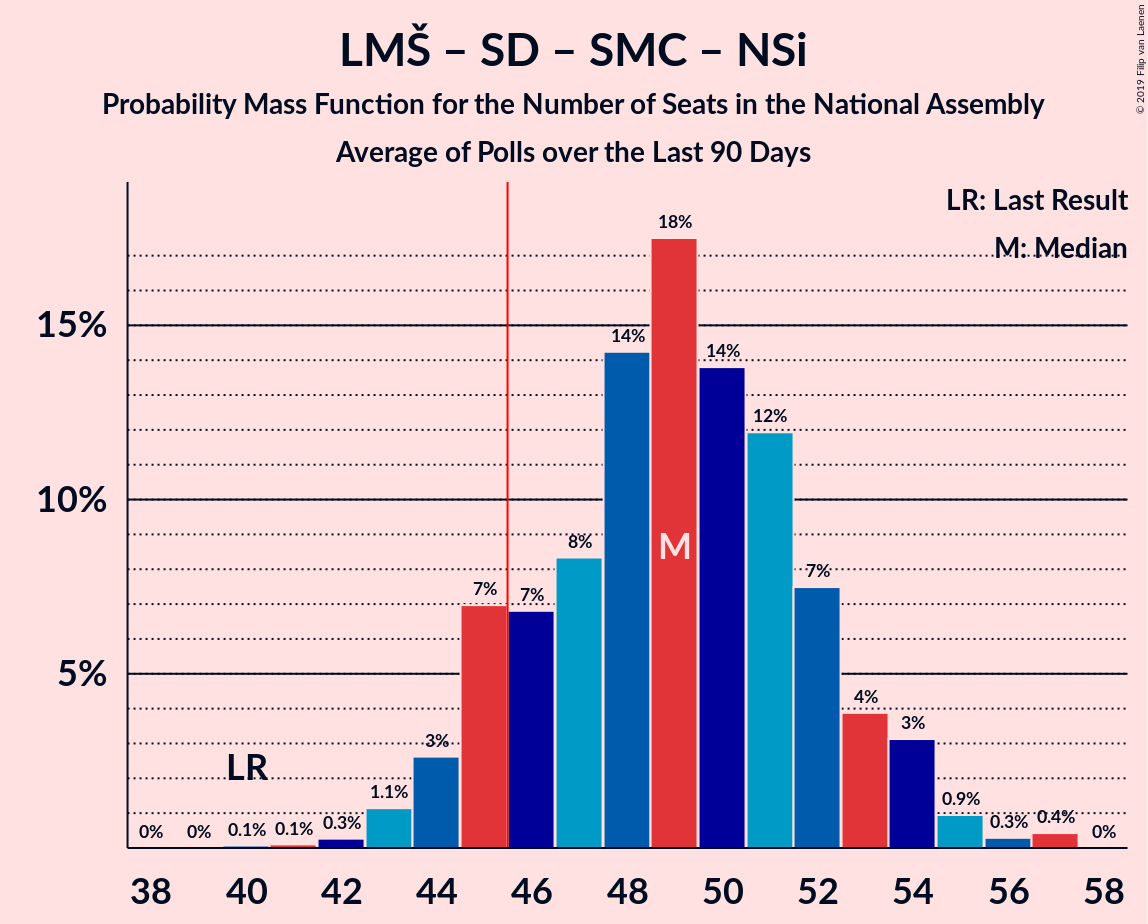 LMŠ – SD – SMC – NSi
Probability Mass Function for the Number of Seats in the National Assembly
Average of Polls over the Last 90 Days
© 2019 Filip van Laenen
LR: Last Result
M: Median
18%
15%
14%
14%
12%
10%
8%
M
7%
7%
7%
5%
4%
3%
3%
LR
1.1%
0.9%
0.4%
0.3%
0.3%
0%
0%
0.1%
0.1%
0%
38 40 42 44 46 48 50 52 54 56 58